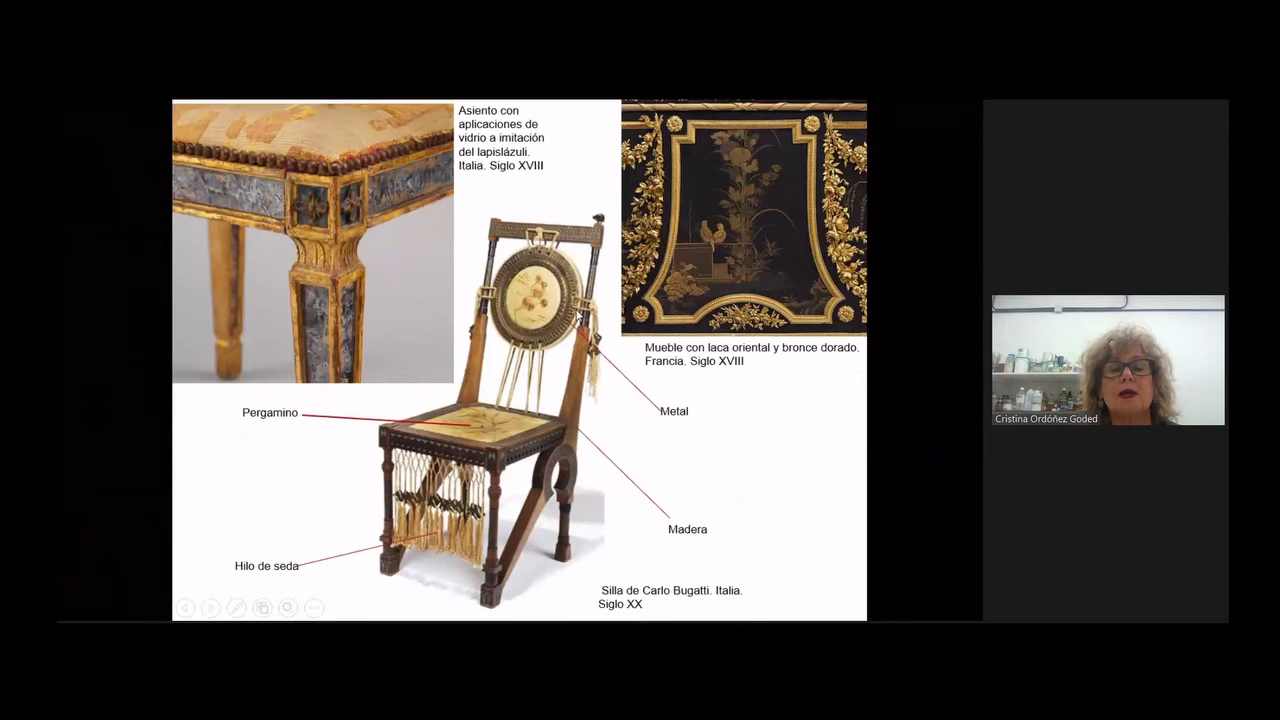 Asiento con
aplicaciones de
vidrio a imitación
del lapislázuli.
Italia. Siglo XVIII
Mueble con laca oriental y bronce dorado.
Francia. Siglo XVIII
Pergamino
Metal
Madera
Hilo de seda
Silla de Carlo Bugatti. Italia.
Siglo XX
Cristina Ordóñez Goded